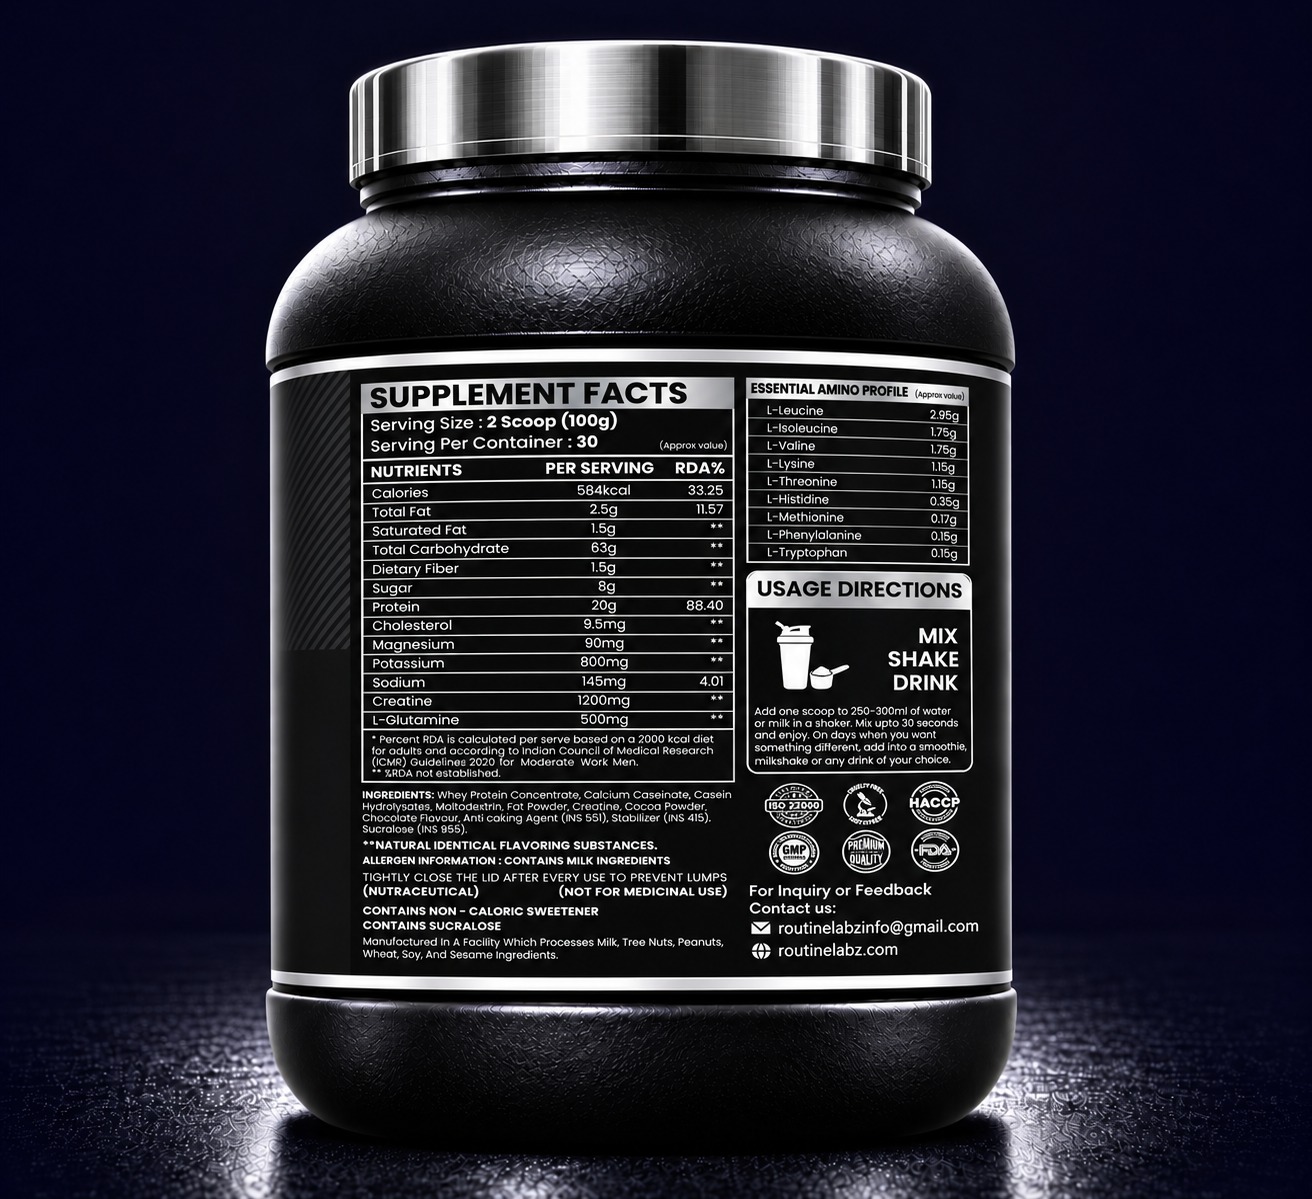 SUPPLEMENT FACTS
Serving Size : 2 Scoop (100g)
Serving Per Container : 30 (Approx value)
NUTRIENTS PER SERVING RDA%
Calories 584kcal 33.25
Total Fat 2.5g 11.57
Saturated Fat 1.5g **
Total Carbohydrate 63g **
Dietary Fiber 1.5g **
Sugar 8g **
Protein 20g 88.40
Cholesterol 9.5mg **
Magnesium 90mg **
Potassium 800mg **
Sodium 145mg 4.01
Creatine 1200mg **
L-Glutamine 500mg **
* Percent RDA is calculated per serve based on a 2000 kcal diet
for adults and according to Indian Council of Medical Research
(ICMR) Guidelines 2020 for Moderate Work Men.
** %RDA not established.
INGREDIENTS: Whey Protein Concentrate, Calcium Caseinate, Casein
Hydrolysates, Maltodextrin, Fat Powder, Creatine, Cocoa Powder,
Chocolate Flavour, Anti caking Agent (INS 551), Stabilizer (INS 415).
Sucralose (INS 955).
**NATURAL IDENTICAL FLAVORING SUBSTANCES.
ALLERGEN INFORMATION : CONTAINS MILK INGREDIENTS
TIGHTLY CLOSE THE LID AFTER EVERY USE TO PREVENT LUMPS
(NUTRACEUTICAL) (NOT FOR MEDICINAL USE)
CONTAINS NON - CALORIC SWEETENER
CONTAINS SUCRALOSE
Manufactured In A Facility Which Processes Milk, Tree Nuts, Peanuts,
Wheat, Soy, And Sesame Ingredients.
ESSENTIAL AMINO PROFILE (Approx value)
L-Leucine 2.95g
L-Isoleucine 1.75g
L-Valine 1.75g
L-Lysine 1.15g
L-Threonine 1.15g
L-Histidine 0.35g
L-Methionine 0.17g
L-Phenylalanine 0.15g
L-Tryptophan 0.15g
USAGE DIRECTIONS
MIX
SHAKE
DRINK
Add one scoop to 250-300ml of water
or milk in a shaker. Mix upto 30 seconds
and enjoy. On days when you want
something different, add into a smoothie,
milkshake or any drink of your choice.
ISO 22000
CRUELTY FREE
HACCP
GMP
PREMIUM
QUALITY
FDA
For Inquiry or Feedback
Contact us:
routinelabzinfo@gmail.com
routinelabz.com